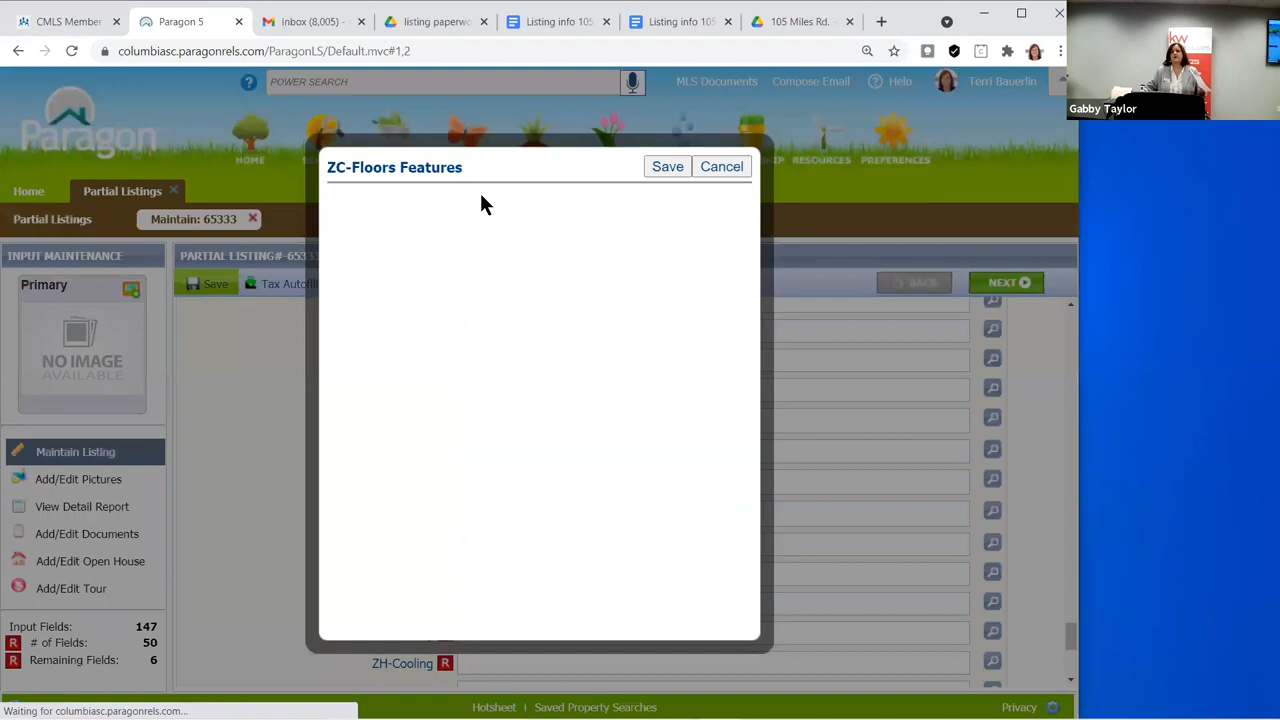 CMLS Member
Paragon 5
Inbox (8,005) -
listing paperw
Listing info 105
Listing info 105
105 Miles Rd.
columbiasc.paragonrels.com/ParagonLS/Default.mvc#1,2
kw
Gabby Taylor
POWER SEARCH
MLS Documents
Compose Email
Help
Terri Bauerlin
Paragon
HOME
RESOURCES
PREFERENCES
Home
Partial Listings
Partial Listings
Maintain: 65333
ZC-Floors Features
Save
Cancel
INPUT MAINTENANCE
PARTIAL LISTING#-65333
Primary
Save
Tax Autofill
BACK
NEXT
NO IMAGE
AVAILABLE
Maintain Listing
Add/Edit Pictures
View Detail Report
Add/Edit Documents
Add/Edit Open House
Add/Edit Tour
Input Fields: 147
R # of Fields: 50
R Remaining Fields: 6
ZH-Cooling R
Waiting for columbiasc.paragonrels.com...
Hotsheet
Saved Property Searches
Privacy